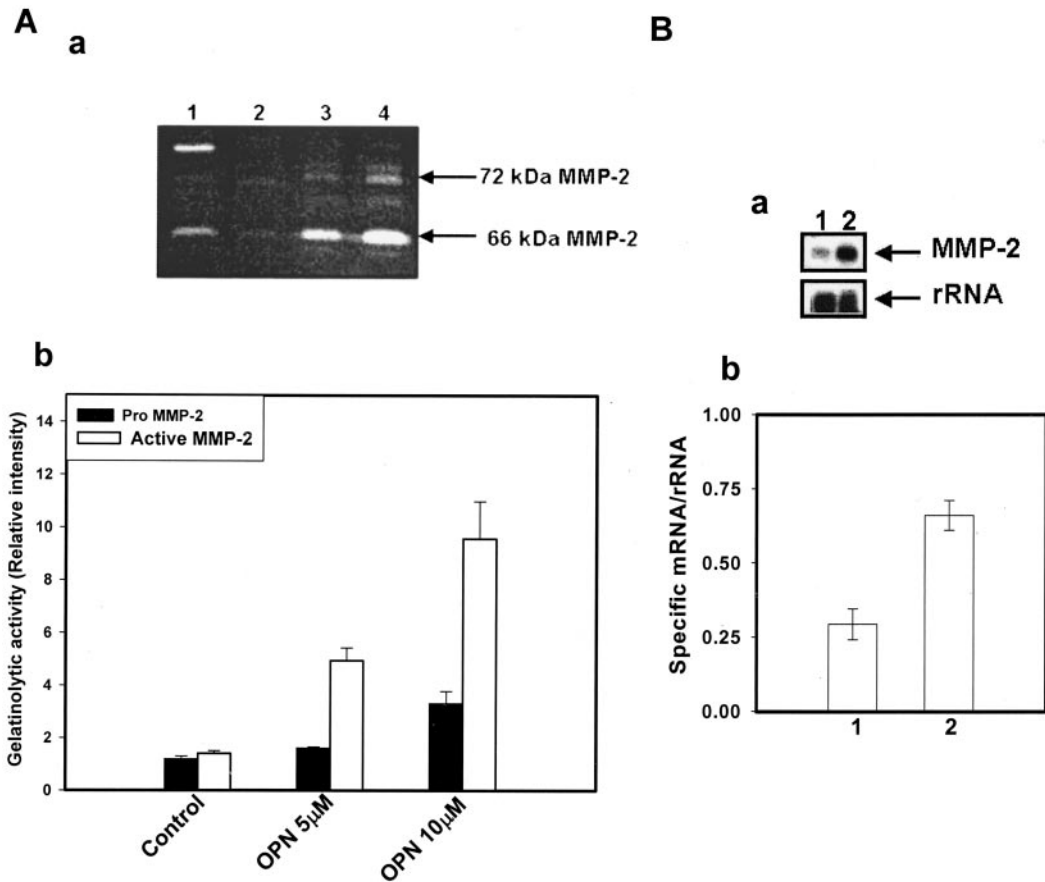 A
a
1 2 3 4
72 kDa MMP-2
66 kDa MMP-2
b
Gelatinolytic activity (Relative intensity)
Pro MMP-2
Active MMP-2
14
12
10
8
6
4
2
0
Control
OPN 5μM
OPN 10μM
B
a
1 2
MMP-2
rRNA
b
Specific mRNA/rRNA
1.00
0.75
0.50
0.25
0.00
1
2